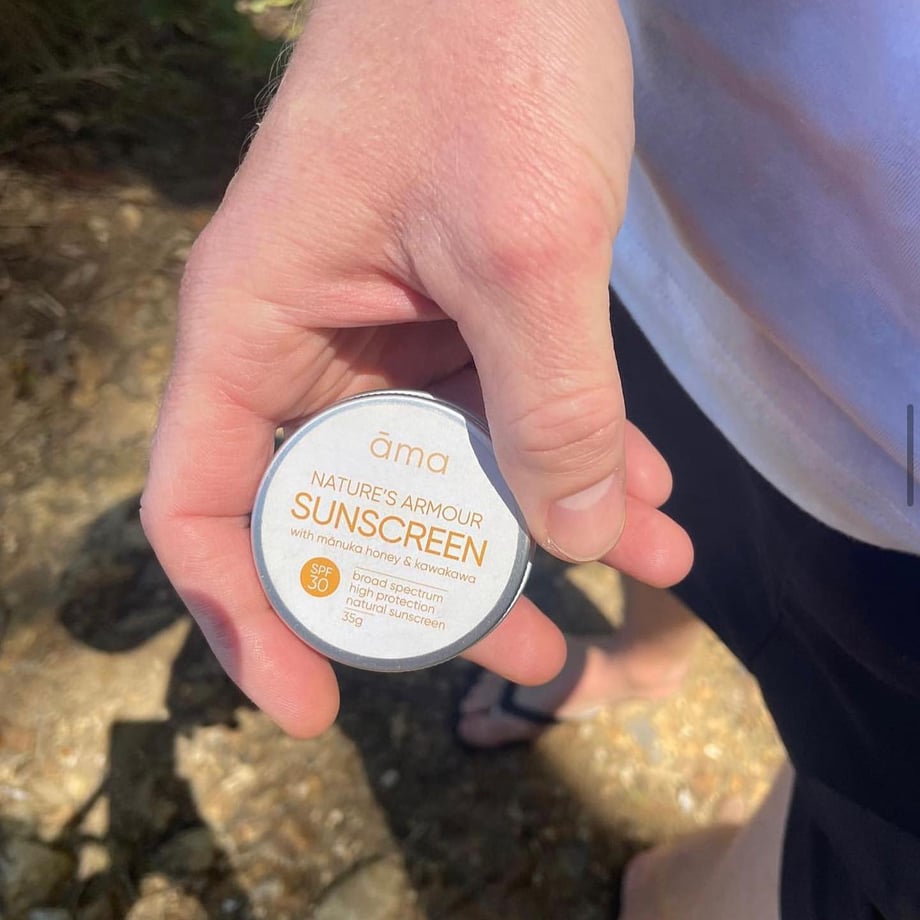 āma
NATURE'S ARMOUR
SUNSCREEN
with mānuka honey & kawakawa
SPF
30
broad spectrum
high protection
natural sunscreen
35g